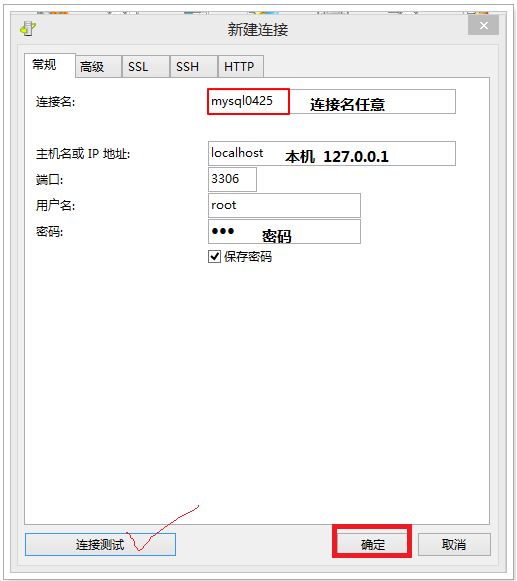 新建连接
常规 高级 SSL SSH HTTP
连接名: mysql0425 连接名任意
主机名或 IP 地址: localhost 本机 127.0.0.1
端口: 3306
用户名: root
密码: ●●● 密码
保存密码
连接测试 确定 取消